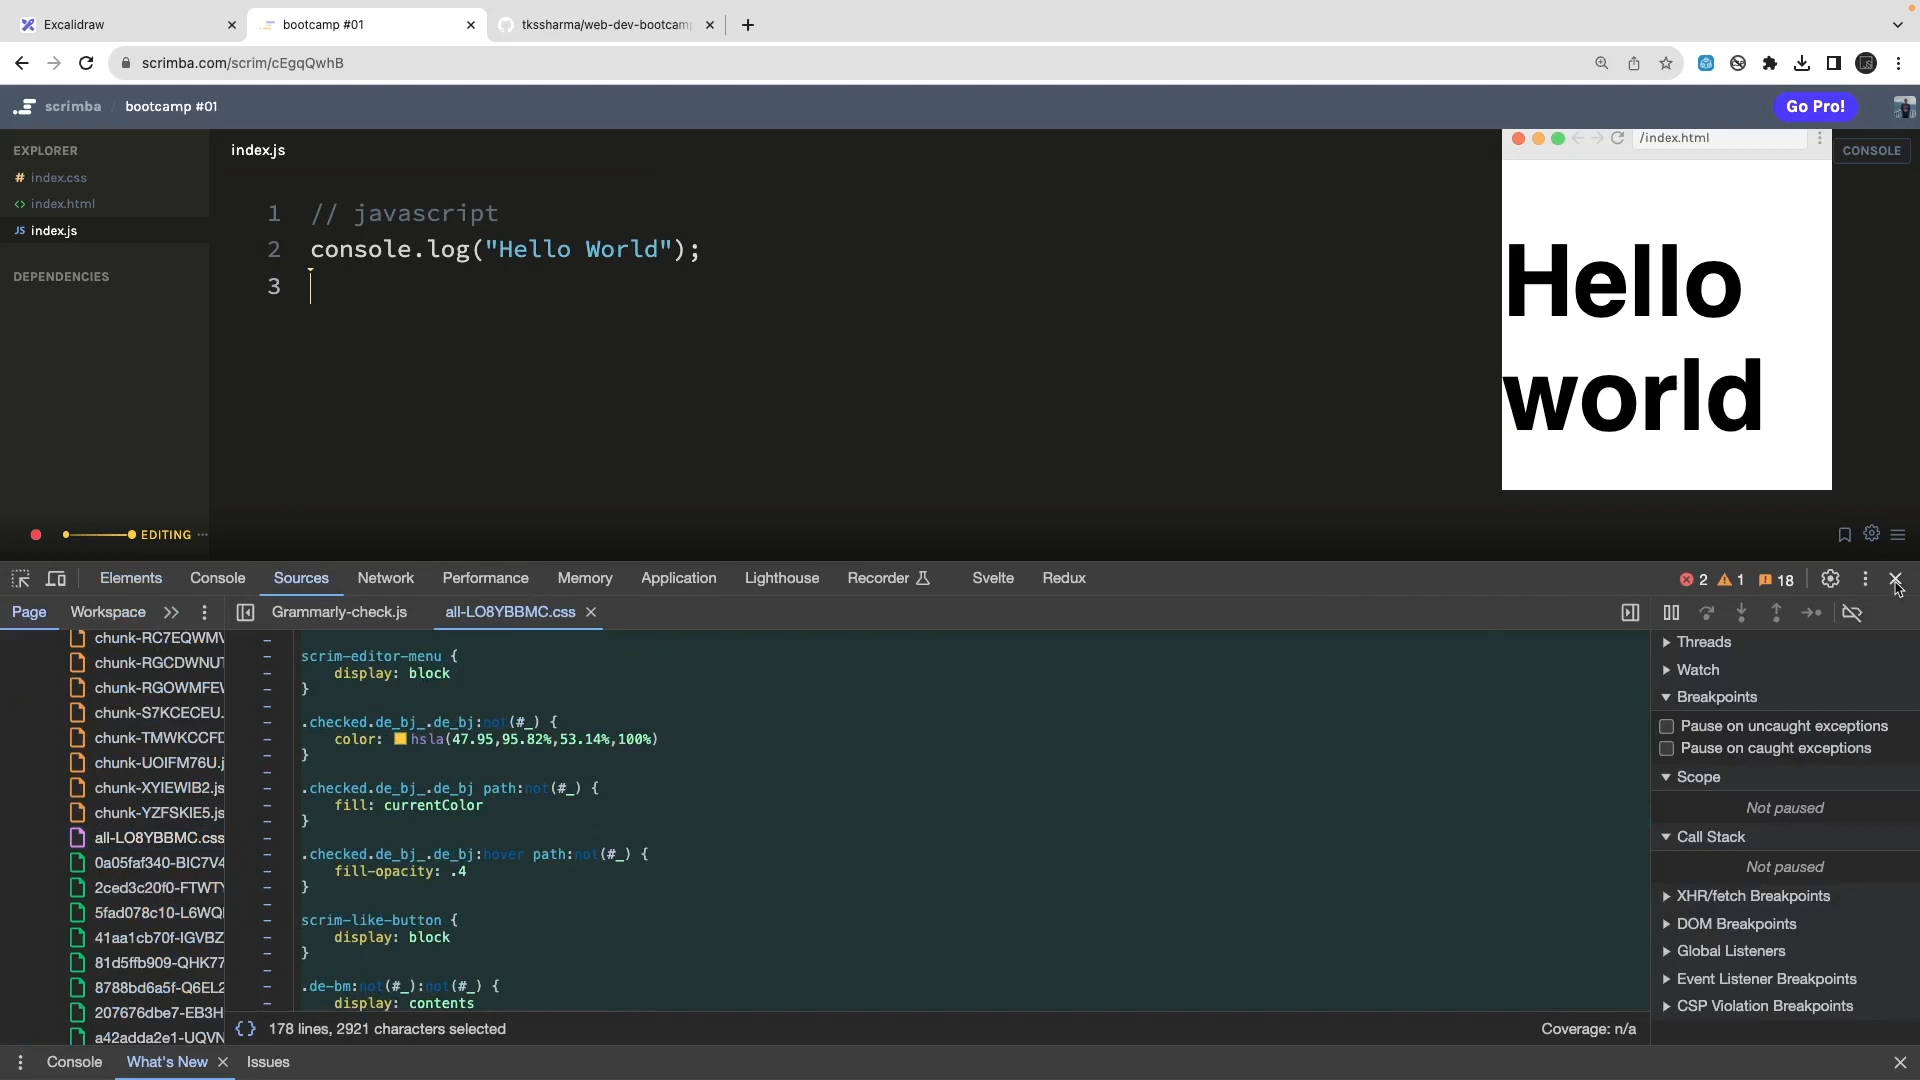 Excalidraw
bootcamp #01
tkssharma/web-dev-bootcamp
scrimba.com/scrim/cEgqQwhB
scrimba / bootcamp #01
Go Pro!
EXPLORER
# index.css
<> index.html
JS index.js
DEPENDENCIES
EDITING ...
index.js
1 // javascript
2 console.log("Hello World");
3
/index.html
CONSOLE
Hello
world
Elements Console Sources Network Performance Memory Application Lighthouse Recorder Svelte Redux
2 1 18
Page Workspace
Grammarly-check.js all-LO8YBBMC.css
chunk-RC7EQWMV
chunk-RGCDWNUT
chunk-RGOWMFEV
chunk-S7KCECEU.
chunk-TMWKCCFD
chunk-UOIFM76U.j
chunk-XYIEWIB2.js
chunk-YZFSKIE5.js
all-LO8YBBMC.css
0a05faf340-BIC7V4
2ced3c20f0-FTWTY
5fad078c10-L6WQ
41aa1cb70f-IGVBZ
81d5ffb909-QHK77
8788bd6a5f-Q6EL2
207676dbe7-EB3H
a42adda2e1-UQVN
scrim-editor-menu {
display: block
}
.checked.de_bj_.de_bj:not(#_) {
color: hsla(47.95,95.82%,53.14%,100%)
}
.checked.de_bj_.de_bj path:not(#_) {
fill: currentColor
}
.checked.de_bj_.de_bj:hover path:not(#_) {
fill-opacity: .4
}
scrim-like-button {
display: block
}
.de-bm:not(#_):not(#_) {
display: contents
{} 178 lines, 2921 characters selected
Coverage: n/a
Threads
Watch
Breakpoints
Pause on uncaught exceptions
Pause on caught exceptions
Scope
Not paused
Call Stack
Not paused
XHR/fetch Breakpoints
DOM Breakpoints
Global Listeners
Event Listener Breakpoints
CSP Violation Breakpoints
Console What's New Issues